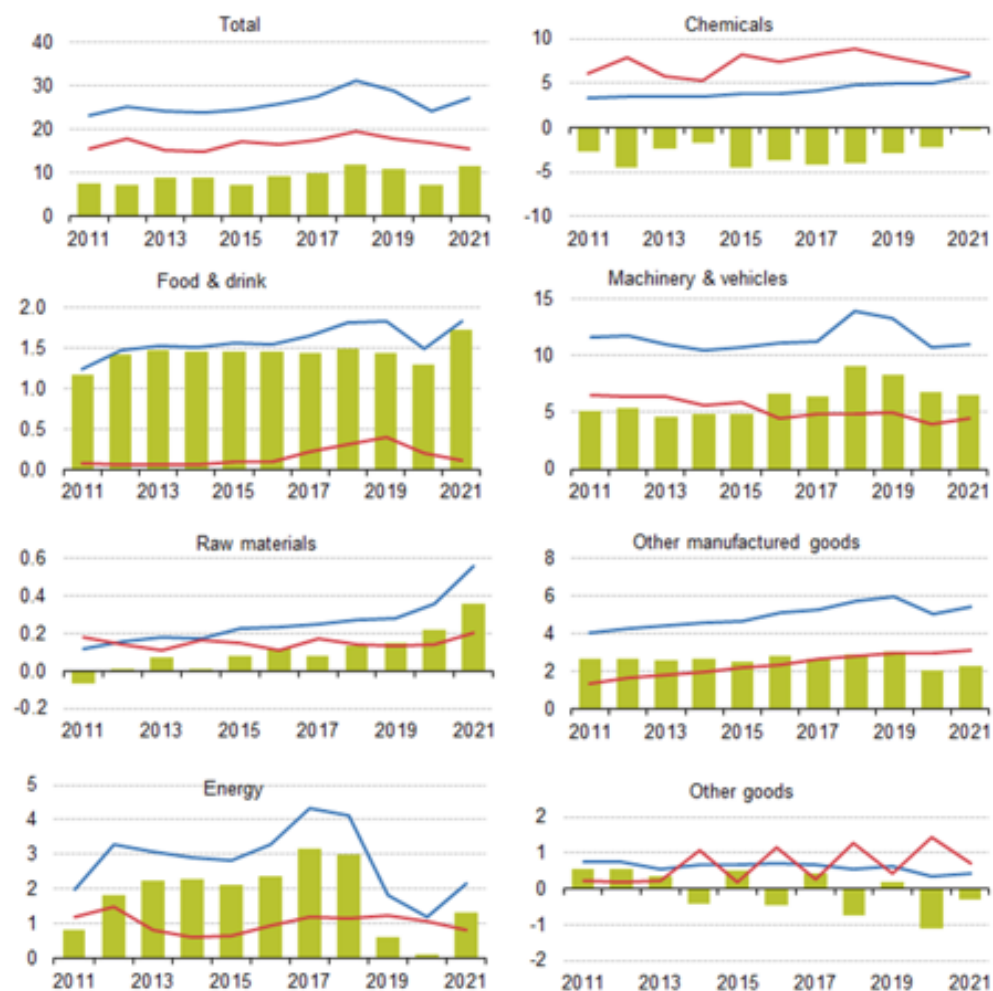 Total
40
30
20
10
0
2011 2013 2015 2017 2019 2021
Chemicals
10
5
0
-5
-10
2011 2013 2015 2017 2019 2021
Food & drink
2.0
1.5
1.0
0.5
0.0
2011 2013 2015 2017 2019 2021
Machinery & vehicles
15
10
5
0
2011 2013 2015 2017 2019 2021
Raw materials
0.6
0.4
0.2
0.0
-0.2
2011 2013 2015 2017 2019 2021
Other manufactured goods
8
6
4
2
0
2011 2013 2015 2017 2019 2021
Energy
5
4
3
2
1
0
2011 2013 2015 2017 2019 2021
Other goods
2
1
0
-1
-2
2011 2013 2015 2017 2019 2021